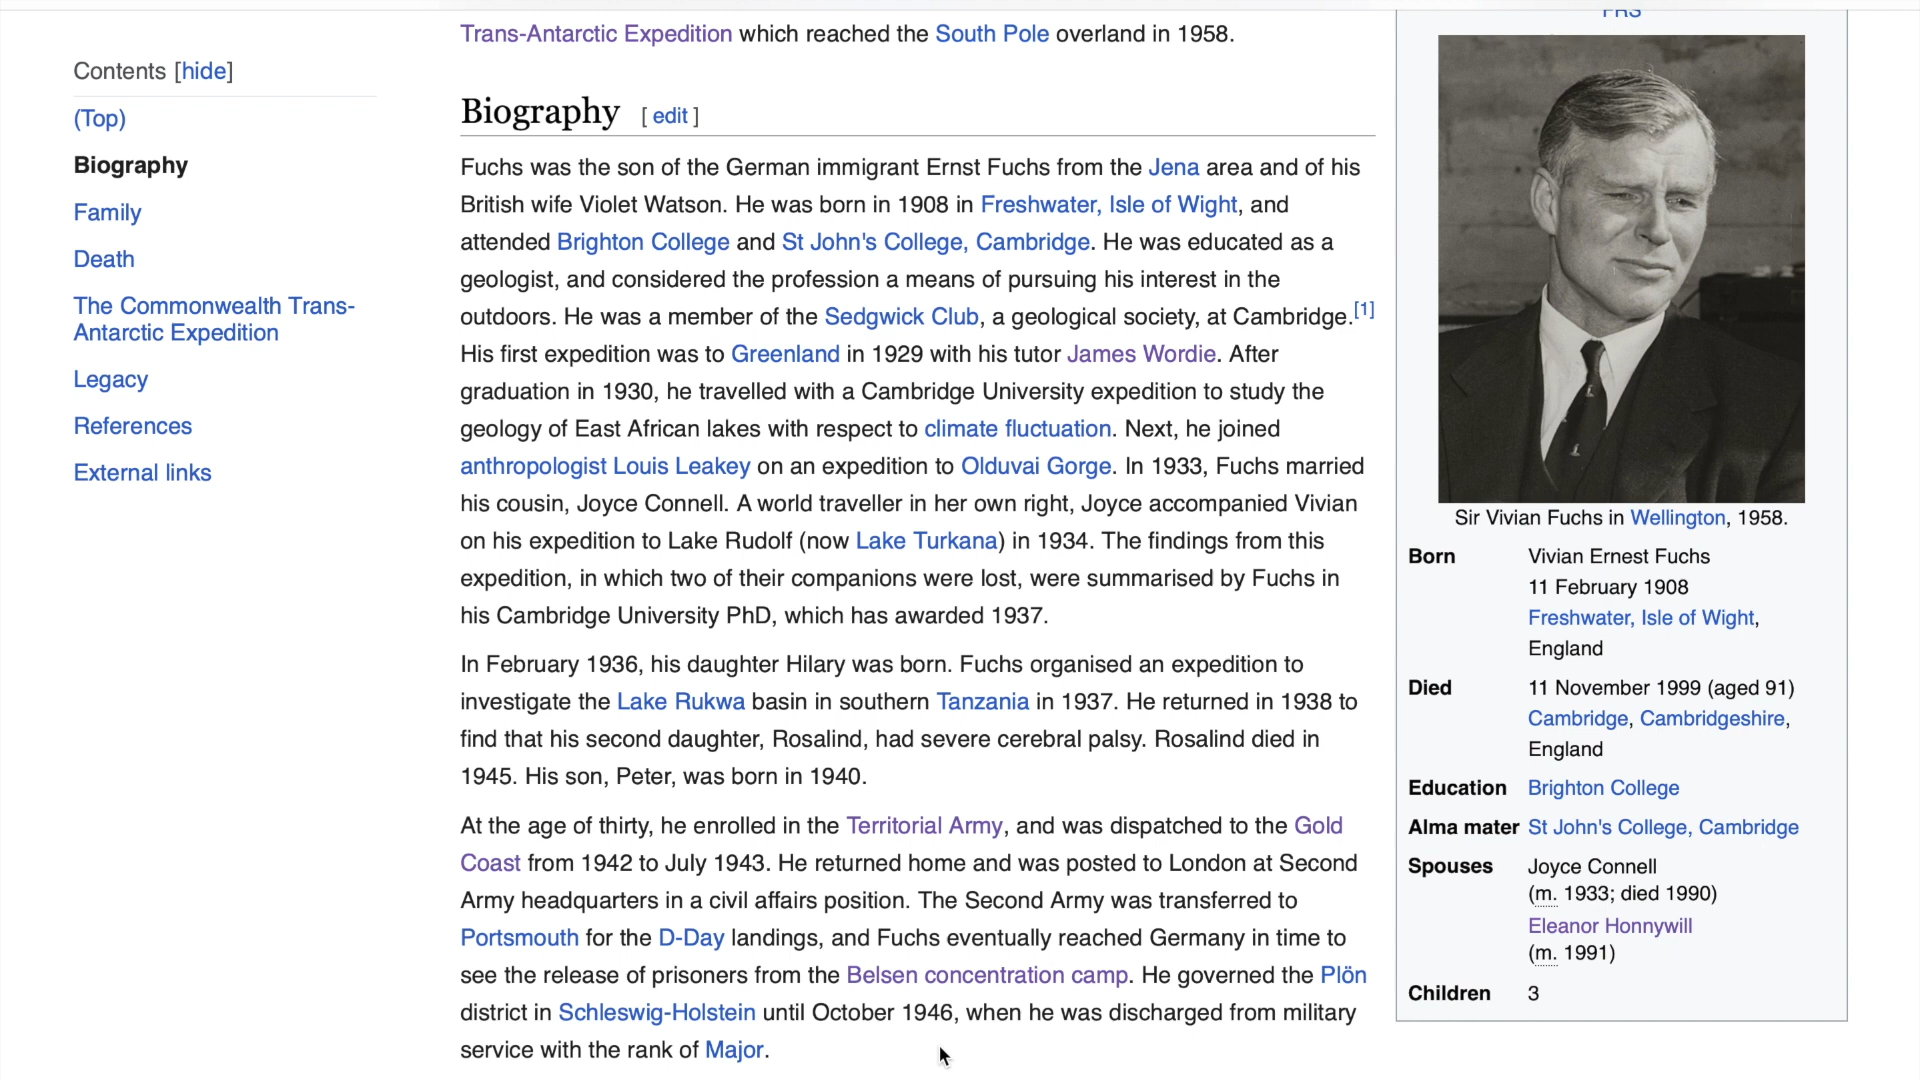 Trans-Antarctic Expedition which reached the South Pole overland in 1958.
Contents [hide]
(Top)
Biography
Family
Death
The Commonwealth Trans-
Antarctic Expedition
Legacy
References
External links
Biography [ edit ]
Fuchs was the son of the German immigrant Ernst Fuchs from the Jena area and of his
British wife Violet Watson. He was born in 1908 in Freshwater, Isle of Wight, and
attended Brighton College and St John's College, Cambridge. He was educated as a
geologist, and considered the profession a means of pursuing his interest in the
outdoors. He was a member of the Sedgwick Club, a geological society, at Cambridge.[1]
His first expedition was to Greenland in 1929 with his tutor James Wordie. After
graduation in 1930, he travelled with a Cambridge University expedition to study the
geology of East African lakes with respect to climate fluctuation. Next, he joined
anthropologist Louis Leakey on an expedition to Olduvai Gorge. In 1933, Fuchs married
his cousin, Joyce Connell. A world traveller in her own right, Joyce accompanied Vivian
on his expedition to Lake Rudolf (now Lake Turkana) in 1934. The findings from this
expedition, in which two of their companions were lost, were summarised by Fuchs in
his Cambridge University PhD, which has awarded 1937.
In February 1936, his daughter Hilary was born. Fuchs organised an expedition to
investigate the Lake Rukwa basin in southern Tanzania in 1937. He returned in 1938 to
find that his second daughter, Rosalind, had severe cerebral palsy. Rosalind died in
1945. His son, Peter, was born in 1940.
At the age of thirty, he enrolled in the Territorial Army, and was dispatched to the Gold
Coast from 1942 to July 1943. He returned home and was posted to London at Second
Army headquarters in a civil affairs position. The Second Army was transferred to
Portsmouth for the D-Day landings, and Fuchs eventually reached Germany in time to
see the release of prisoners from the Belsen concentration camp. He governed the Plön
district in Schleswig-Holstein until October 1946, when he was discharged from military
service with the rank of Major.
FRS
Sir Vivian Fuchs in Wellington, 1958.
Born Vivian Ernest Fuchs
11 February 1908
Freshwater, Isle of Wight,
England
Died 11 November 1999 (aged 91)
Cambridge, Cambridgeshire,
England
Education Brighton College
Alma mater St John's College, Cambridge
Spouses Joyce Connell
(m. 1933; died 1990)
Eleanor Honnywill
(m. 1991)
Children 3